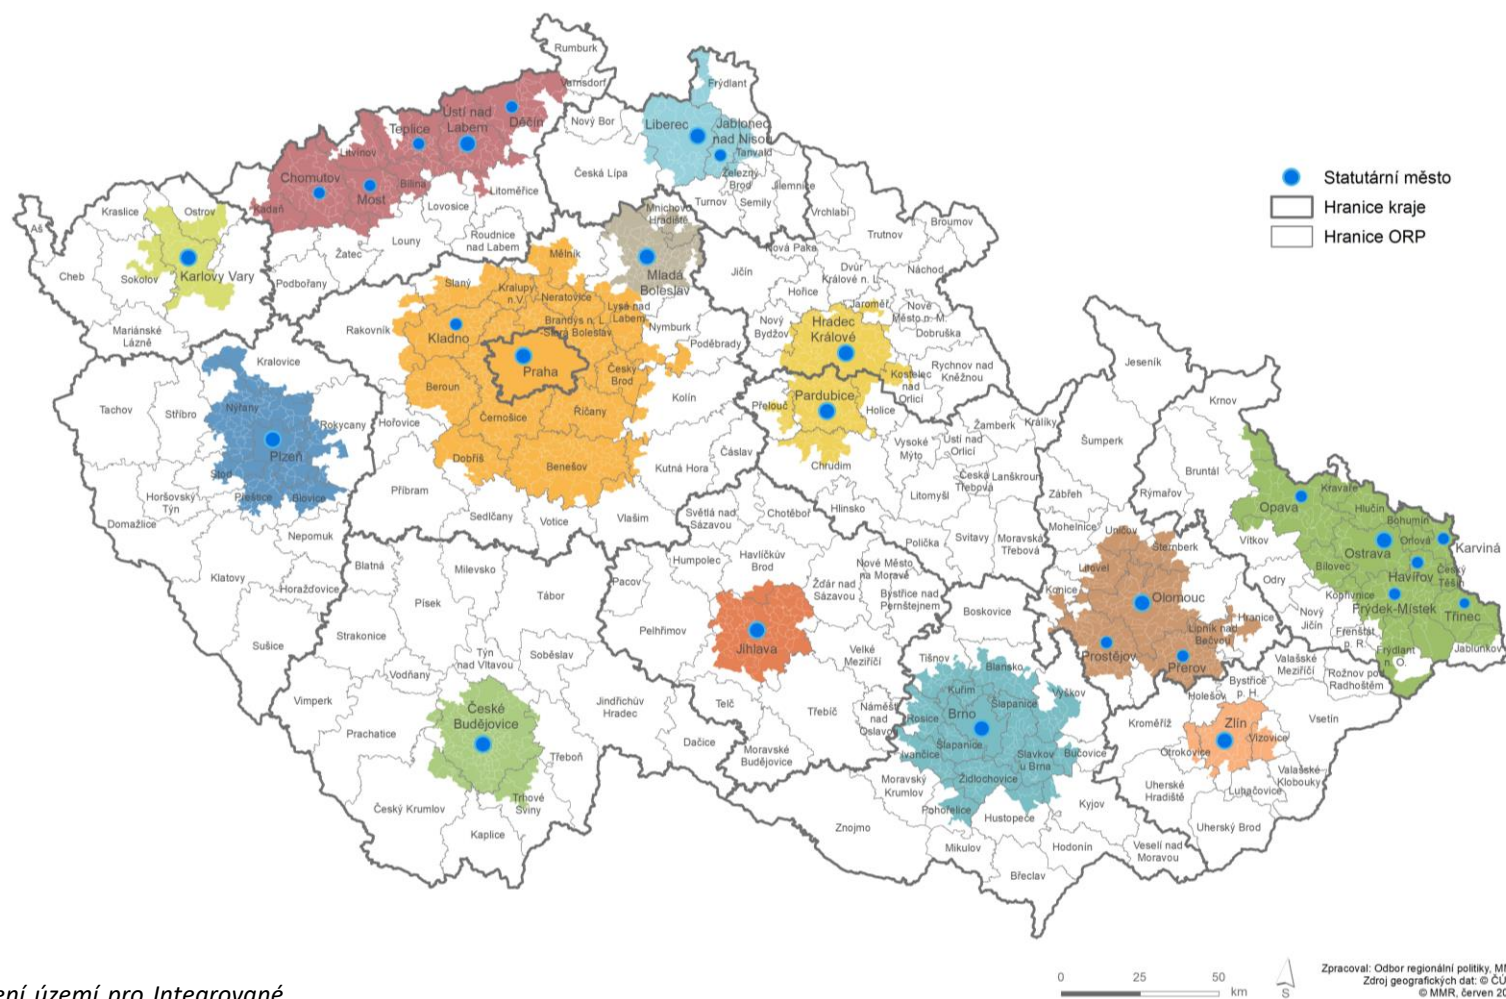 Rumburk
Varnsdorf
Frýdlant
Ústí nad
Labem
Děčín
Nový Bor
Liberec
Jablonec
nad Nisou
Teplice
Tanvald
Litvínov
Česká Lípa
Železný
Brod
Jilemnice
Statutární město
Chomutov
Most
Bílina
Litoměřice
Turnov
Semily
Hranice kraje
Kadaň
Lovosice
Mnichovo
Hradiště
Vrchlabí
Broumov
Hranice ORP
Kraslice
Ostrov
Aš
Louny
Roudnice
nad Labem
Trutnov
Žatec
Mělník
Nová Paka
Cheb
Sokolov
Karlovy Vary
Podbořany
Slaný
Kralupy
n.V.
Neratovice
Mladá
Boleslav
Jičín
Dvůr
Králové n. L.
Náchod
Hořice
Jaroměř
Nové
Město n. M.
Lysá nad
Labem
Brandýs n. L.
Stará Boleslav
Nymburk
Mariánské
Lázně
Rakovník
Kladno
Nový
Bydžov
Hradec
Králové
Dobruška
Poděbrady
Kralovice
Praha
Český
Brod
Rychnov nad
Kněžnou
Jeseník
Beroun
Kostelec
nad
Orlicí
Tachov
Stříbro
Nýřany
Rokycany
Hořovice
Černošice
Říčany
Kolín
Přelouč
Pardubice
Holice
Krnov
Žamberk
Králíky
Plzeň
Dobříš
Benešov
Kutná Hora
Čáslav
Chrudim
Vysoké
Mýto
Ústí nad
Orlicí
Šumperk
Stod
Přeštice
Blovice
Příbram
Česká
Třebová
Lanškroun
Bruntál
Rýmařov
Horšovský
Týn
Domažlice
Sedlčany
Votice
Vlašim
Světlá nad
Sázavou
Chotěboř
Hlinsko
Litomyšl
Zábřeh
Opava
Kravaře
Hlučín
Bohumín
Nepomuk
Polička
Svitavy
Moravská
Třebová
Mohelnice
Uničov
Šternberk
Vítkov
Ostrava
Orlová
Karviná
Klatovy
Horažďovice
Blatná
Milevsko
Písek
Tábor
Pacov
Humpolec
Havlíčkův
Brod
Nové Město
na Moravě
Žďár nad
Sázavou
Bystřice nad
Pernštejnem
Boskovice
Litovel
Konice
Olomouc
Odry
Bílovec
Havířov
Český
Těšín
Kopřivnice
Frýdek-Místek
Třinec
Nový
Jičín
Sušice
Strakonice
Pelhřimov
Jihlava
Velké
Meziříčí
Prostějov
Lipník nad
Bečvou
Hranice
Přerov
Frenštát
p. R.
Frýdlant
n. O.
Jablunkov
Vodňany
Týn
nad Vltavou
Soběslav
Tišnov
Blansko
Valašské
Meziříčí
Rožnov pod
Radhoštěm
Vimperk
Prachatice
České
Budějovice
Jindřichův
Hradec
Telč
Třebíč
Náměšť
nad
Oslavou
Kuřim
Rosice
Brno
Šlapanice
Vyškov
Holešov
Bystřice
p. H.
Kroměříž
Zlín
Vsetín
Třeboň
Dačice
Moravské
Budějovice
Ivančice
Šlapanice
Slavkov
u Brna
Bučovice
Otrokovice
Vizovice
Český Krumlov
Trhové
Sviny
Kaplice
Moravský
Krumlov
Židlochovice
Pohořelice
Hustopeče
Kyjov
Uherské
Hradiště
Luhačovice
Valašské
Klobouky
Znojmo
Mikulov
Břeclav
Hodonín
Veselí nad
Moravou
Uherský Brod
0 25 50
km
S
Zpracoval: Odbor regionální politiky, MM
Zdroj geografických dat: © ČÚ
© MMR, červen 20
ení území pro Integrované